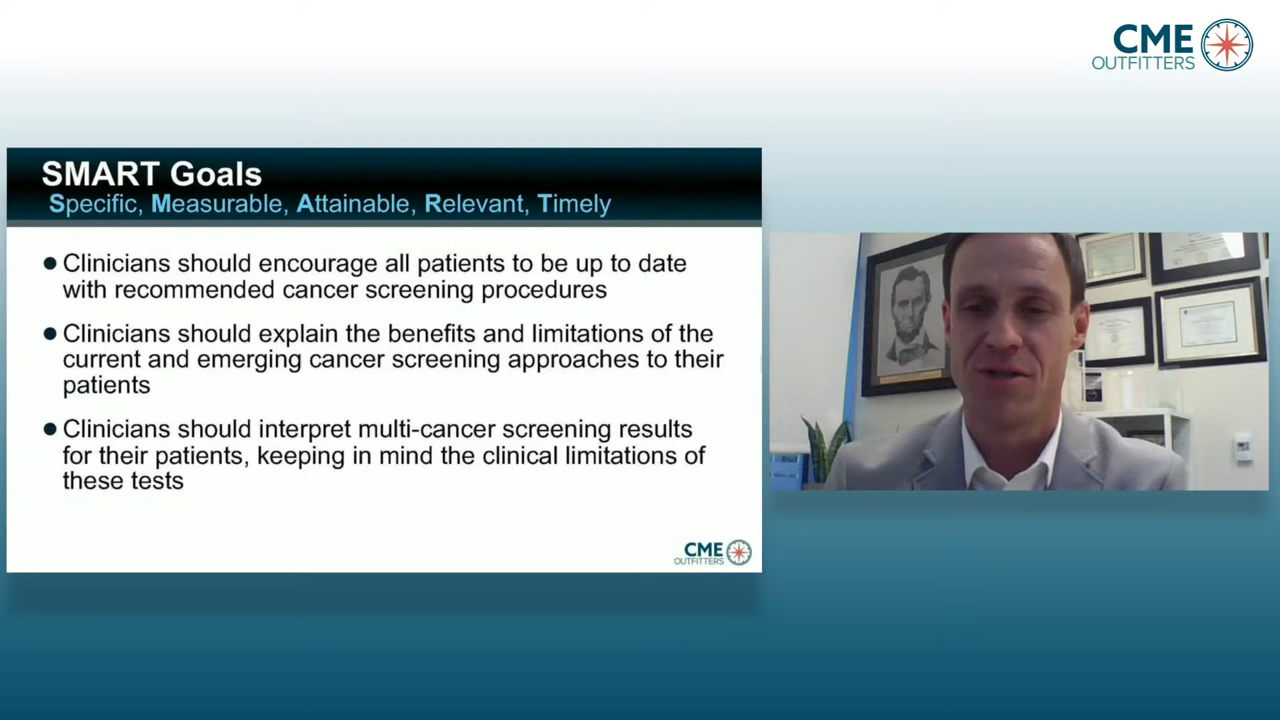 CME
OUTFITTERS
SMART Goals
Specific, Measurable, Attainable, Relevant, Timely
● Clinicians should encourage all patients to be up to date
with recommended cancer screening procedures
● Clinicians should explain the benefits and limitations of the
current and emerging cancer screening approaches to their
patients
● Clinicians should interpret multi-cancer screening results
for their patients, keeping in mind the clinical limitations of
these tests
CME
OUTFITTERS